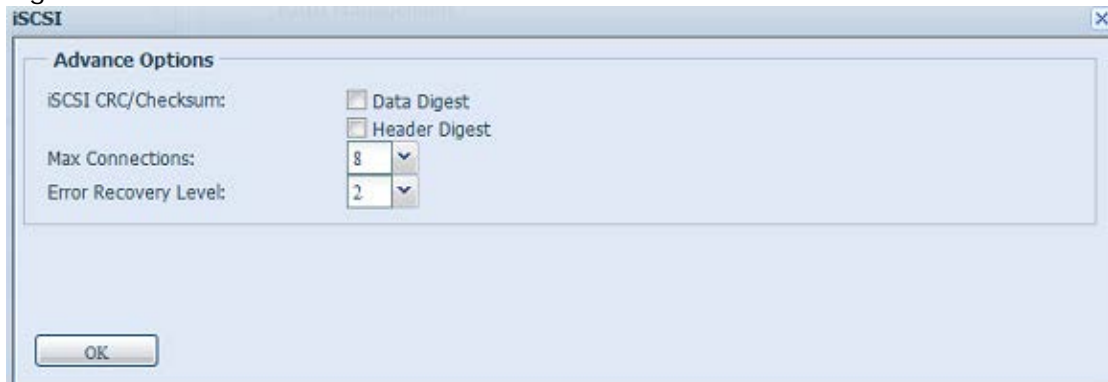 iSCSI
Advance Options
iSCSI CRC/Checksum:
Data Digest
Header Digest
Max Connections:
8
Error Recovery Level:
2
OK